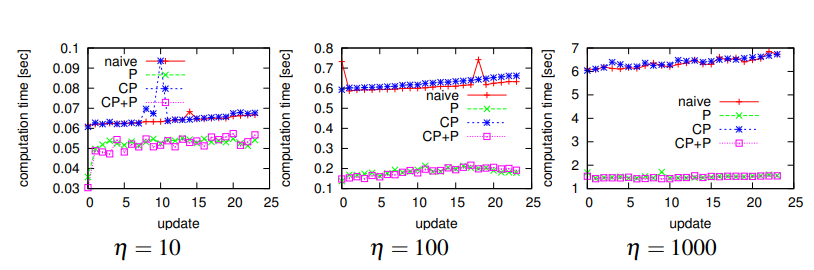 computation time [sec]
0.1
0.09
0.08
0.07
0.06
0.05
0.04
0.03
naive
P
CP
CP+P
0 5 10 15 20 25
update
η = 10
computation time [sec]
0.8
0.7
0.6
0.5
0.4
0.3
0.2
0.1
naive
P
CP
CP+P
0 5 10 15 20 25
update
η = 100
computation time [sec]
7
6
5
4
3
2
1
naive
P
CP
CP+P
0 5 10 15 20 25
update
η = 1000